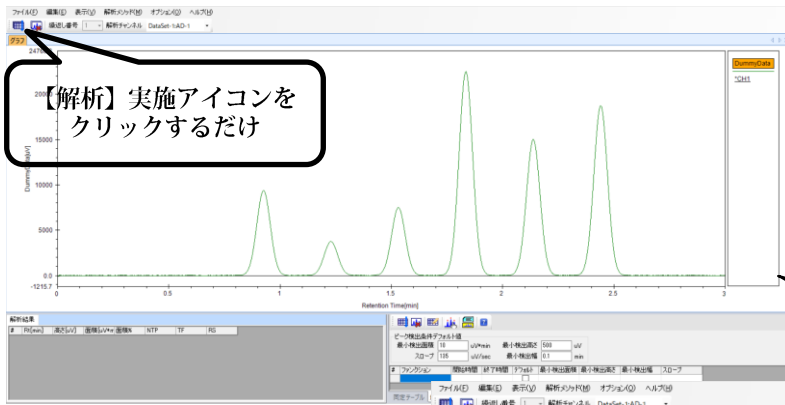 ファイル(F) 編集(E) 表示(V) 解析メソッド(M) オプション(O) ヘルプ(H)
繰返し番号 1 解析チャンネル DataSet-1:AD-1
グラフ
【解析】実施アイコンを
クリックするだけ
DummyData
*CH1
20000
15000
10000
5000
0.0
-1215.7
0 0.5 1 1.5 2 2.5 3
Retention Time[min]
解析結果
# Rt[min] 高さ[uV] 面積[uV*m 面積% NTP TF RS
ピーク検出条件デフォルト値
最小検出面積 10 uV*min 最小検出高さ 500 uV
スロープ 105 uV/sec 最小検出幅 0.1 min
# ファンクション 開始時間 終了時間 デフォルト 最小検出面積 最小検出高さ 最小検出幅 スロープ
ファイル(F) 編集(E) 表示(V) 解析メソッド(M) オプション(O) ヘルプ(H)
繰返し番号 1 解析チャンネル DataSet-1:AD-1